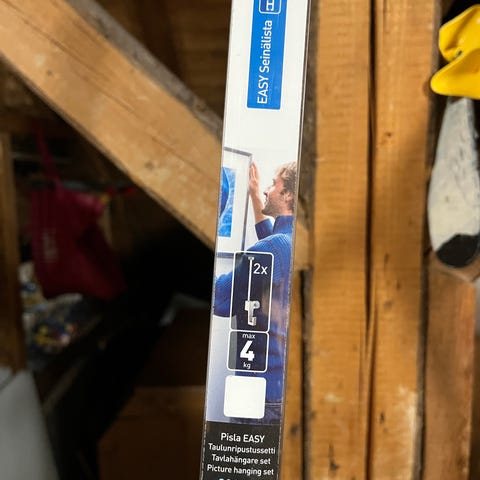 EASY Seinälista
2x
max
4
kg
Pisla EASY
Taulunripustussetti
Tavlahängare set
Picture hanging set